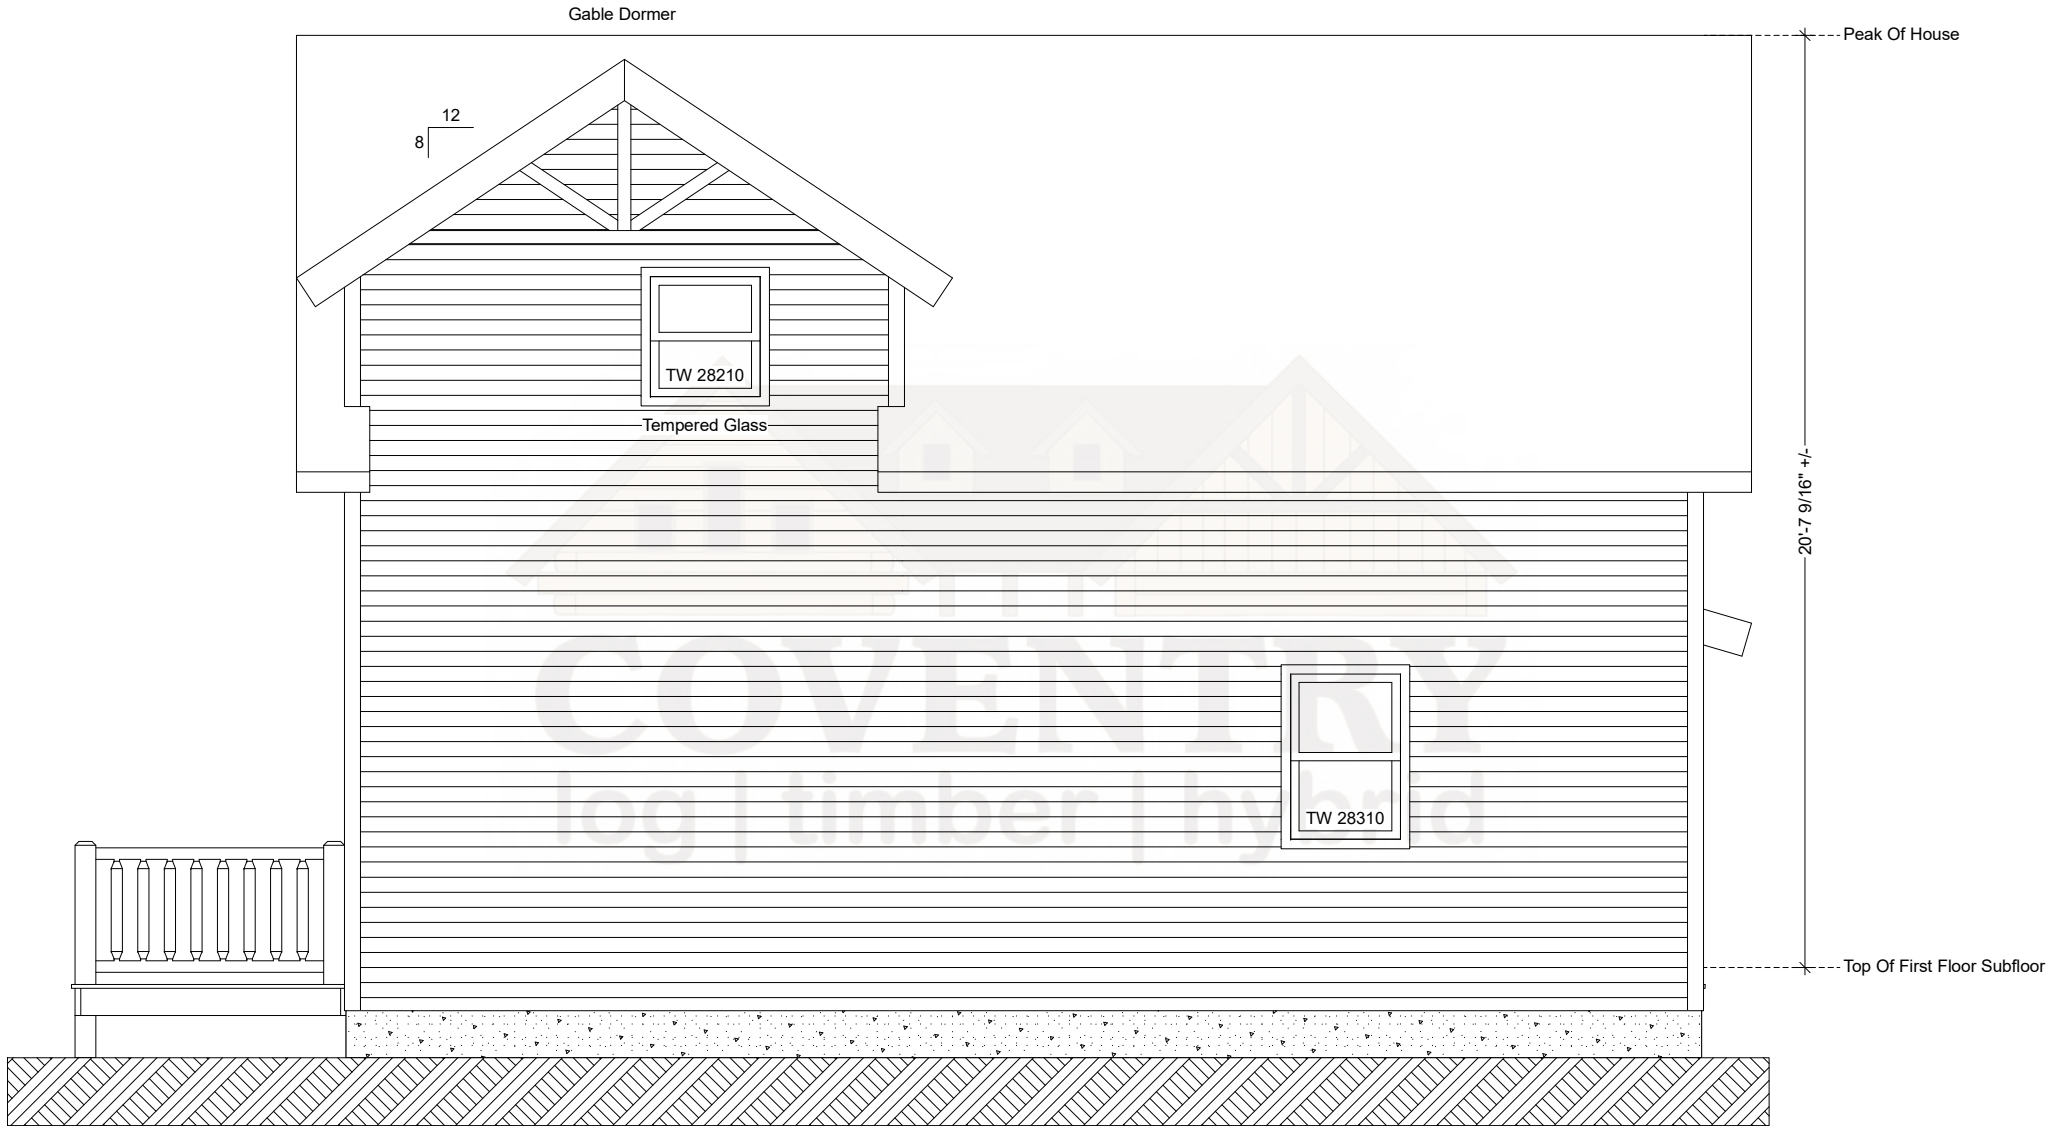 Gable Dormer
Peak Of House
12
8
TW 28210
Tempered Glass
20'-7 9/16" +/-
COVENTRY
log | timber | hybrid
TW 28310
Top Of First Floor Subfloor